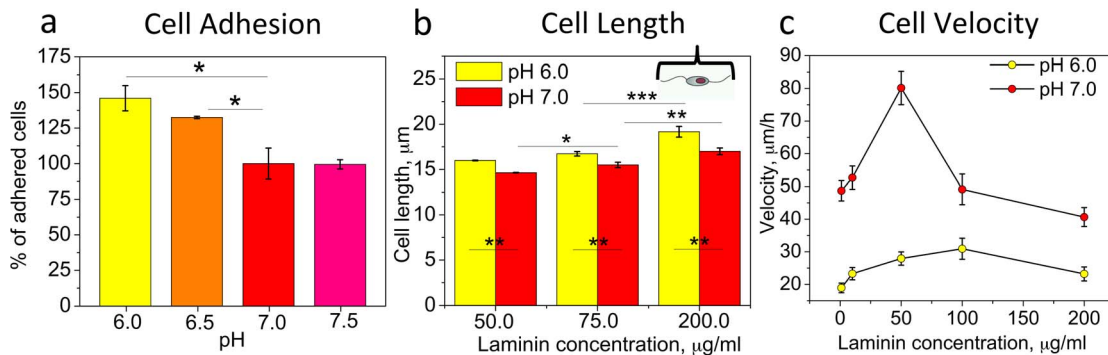 a Cell Adhesion
% of adhered cells
175
150
125
100
75
50
25
0
*
*
6.0 6.5 7.0 7.5
pH
b Cell Length
Cell length, μm
25
20
15
10
5
0
pH 6.0
pH 7.0
***
**
*
** ** **
50.0 75.0 200.0
Laminin concentration, μg/ml
c Cell Velocity
Velocity, μm/h
90
80
70
60
50
40
30
20
pH 6.0
pH 7.0
0 50 100 150 200
Laminin concentration, μg/ml